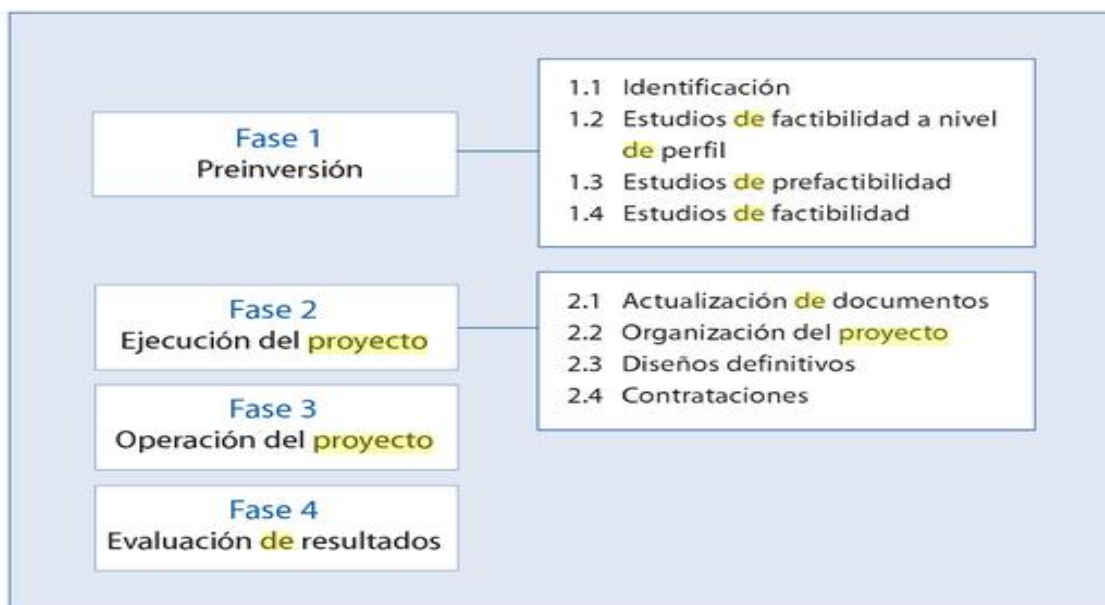 Fase 1
Preinversión
1.1 Identificación
1.2 Estudios de factibilidad a nivel
de perfil
1.3 Estudios de prefactibilidad
1.4 Estudios de factibilidad
Fase 2
Ejecución del proyecto
2.1 Actualización de documentos
2.2 Organización del proyecto
2.3 Diseños definitivos
2.4 Contrataciones
Fase 3
Operación del proyecto
Fase 4
Evaluación de resultados